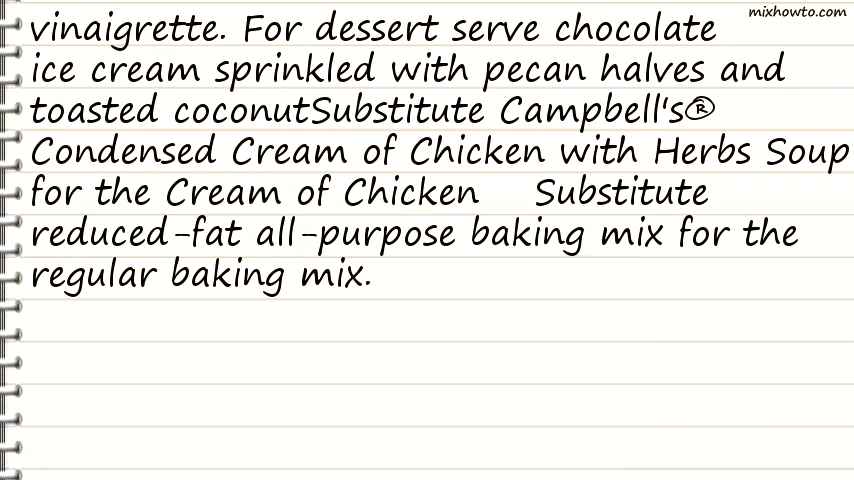 mixhowto.com
vinaigrette. For dessert serve chocolate
ice cream sprinkled with pecan halves and
toasted coconutSubstitute Campbell's®
Condensed Cream of Chicken with Herbs Soup
for the Cream of Chicken    Substitute
reduced-fat all-purpose baking mix for the
regular baking mix.